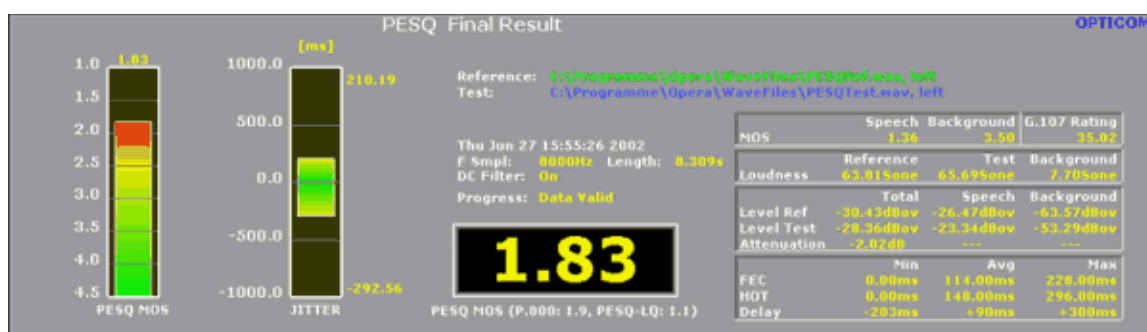 PESQ Final Result
OPTICOM
[ms]
1.0
1.83
1.5
2.0
2.5
3.0
3.5
4.0
4.5
PESQ MOS
1000.0
500.0
0.0
-500.0
-1000.0
210.19
-292.56
JITTER
Reference: C:\Programme\Opera\WaveFiles\PESQRef.wav, left
Test: C:\Programme\Opera\WaveFiles\PESQTest.wav, left
Thu Jun 27 15:55:26 2002
F Smpl: 8000Hz Length: 8.309s
DC Filter: On
Progress: Data Valid
1.83
PESQ MOS (P.800: 1.9, PESQ-LQ: 1.1)
Speech Background G.107 Rating
MOS 1.36 3.50 35.02
Reference Test Background
Loudness 63.81Sone 65.69Sone 7.70Sone
Total Speech Background
Level Ref -30.43dBov -26.47dBov -63.57dBov
Level Test -28.36dBov -23.34dBov -53.29dBov
Attenuation -2.02dB --- ---
Min Avg Max
FEC 0.00ms 114.00ms 228.00ms
HOT 0.00ms 148.00ms 296.00ms
Delay -203ms +90ms +300ms